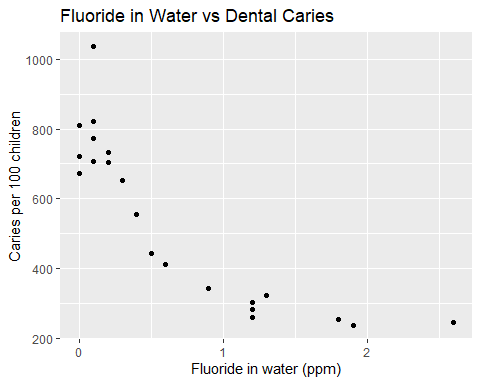 Fluoride in Water vs Dental Caries
Caries per 100 children
1000
800
600
400
200
0
1
2
Fluoride in water (ppm)